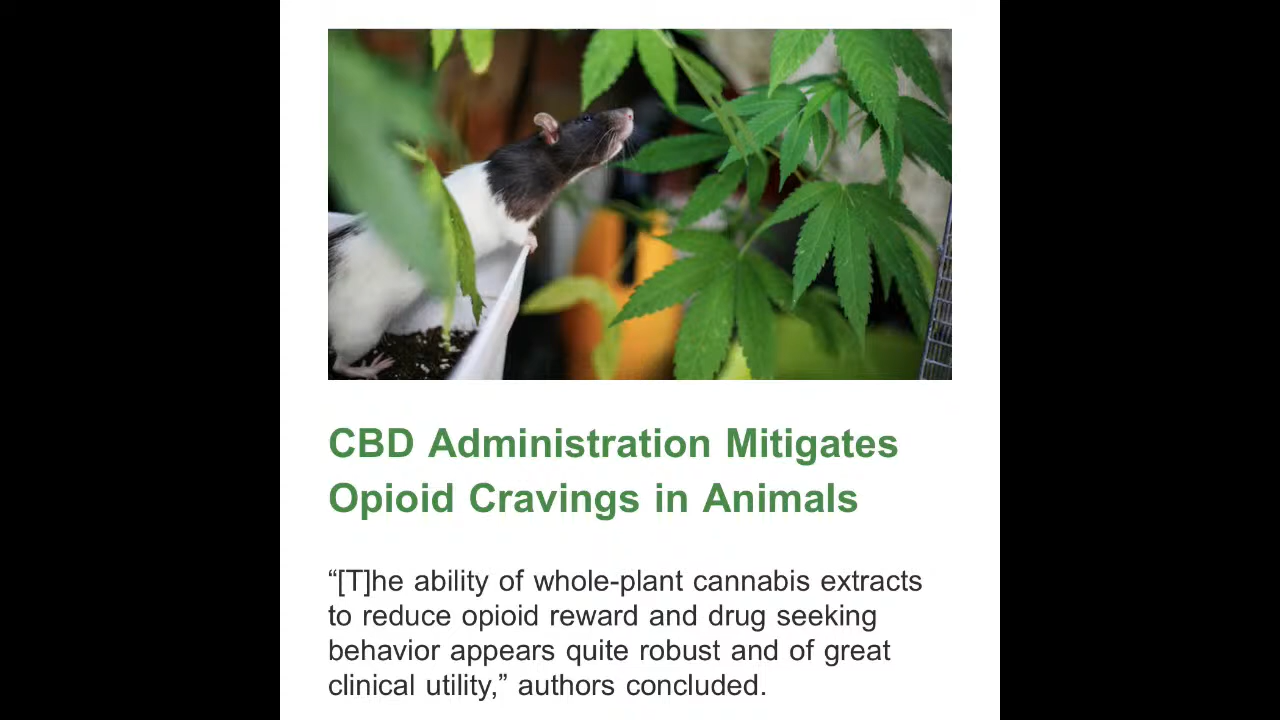 CBD Administration Mitigates
Opioid Cravings in Animals
“[T]he ability of whole-plant cannabis extracts
to reduce opioid reward and drug seeking
behavior appears quite robust and of great
clinical utility,” authors concluded.